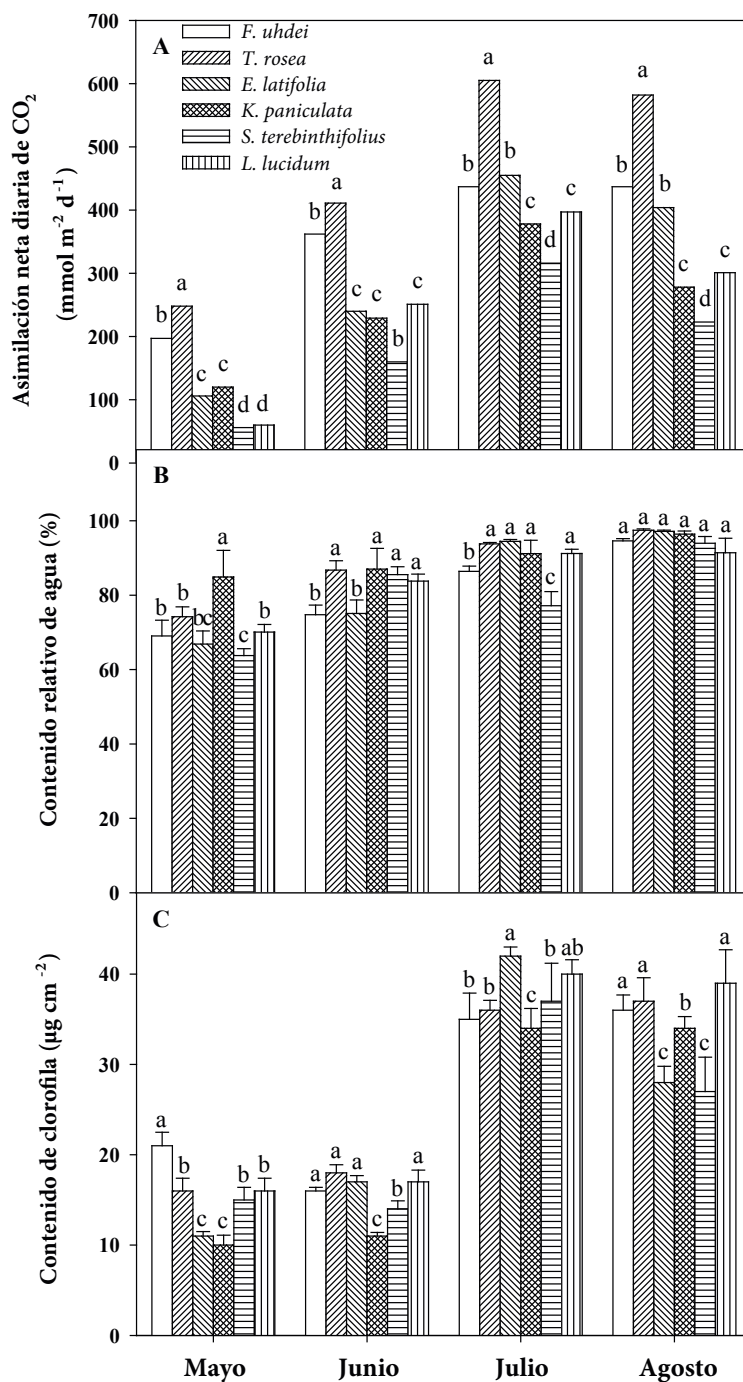 700
A
F. uhdei
T. rosea
E. latifolia
K. paniculata
S. terebinthifolius
L. lucidum
600
500
400
300
200
100
0
Asimilación neta diaria de CO2
(mmol m-2 d-1)
b a c c d d
b a c c b c
b a b c d c
b a b c d c
B
100
80
60
40
20
0
Contenido relativo de agua (%)
b b bc a c b
b a b a a a
b a a a c a
a a a a a a
C
40
30
20
10
0
Contenido de clorofila (µg cm-2)
a b c c b b
a a a c b a
b b a c b ab
a a c b c a
Mayo Junio Julio Agosto